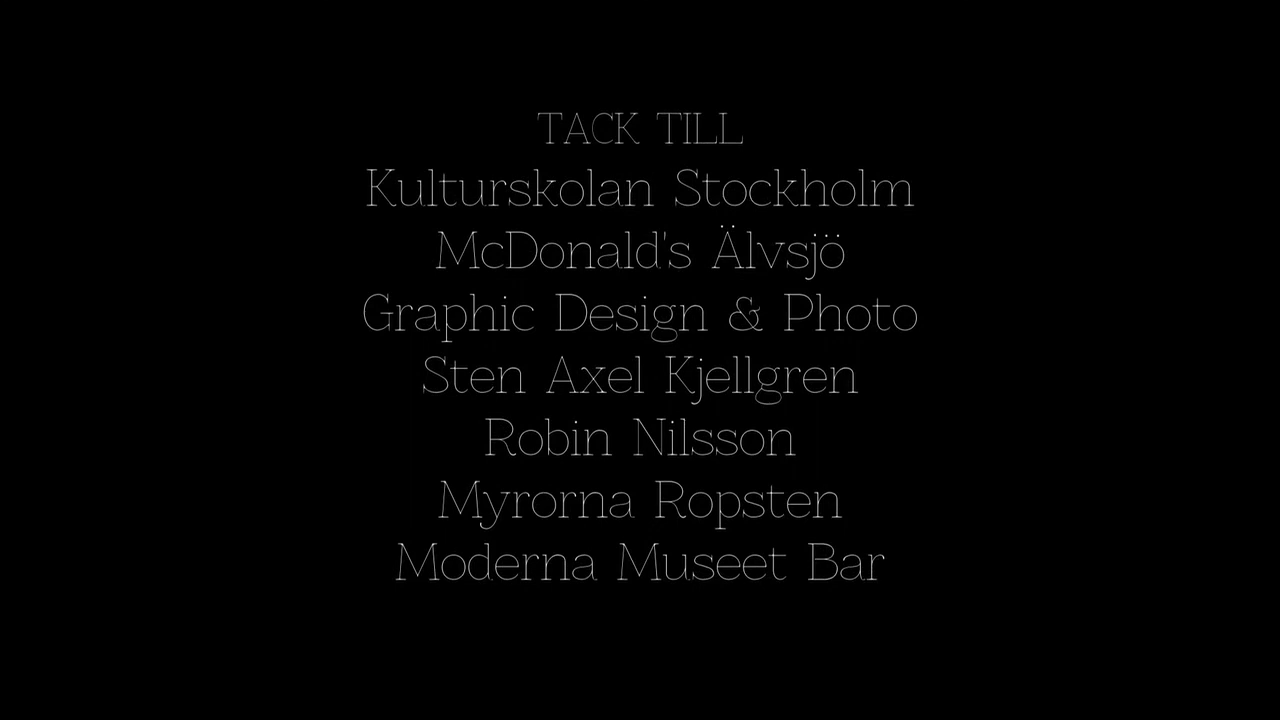 TACK TILL
Kulturskolan Stockholm
McDonald's Älvsjö
Graphic Design & Photo
Sten Axel Kjellgren
Robin Nilsson
Myrorna Ropsten
Moderna Museet Bar